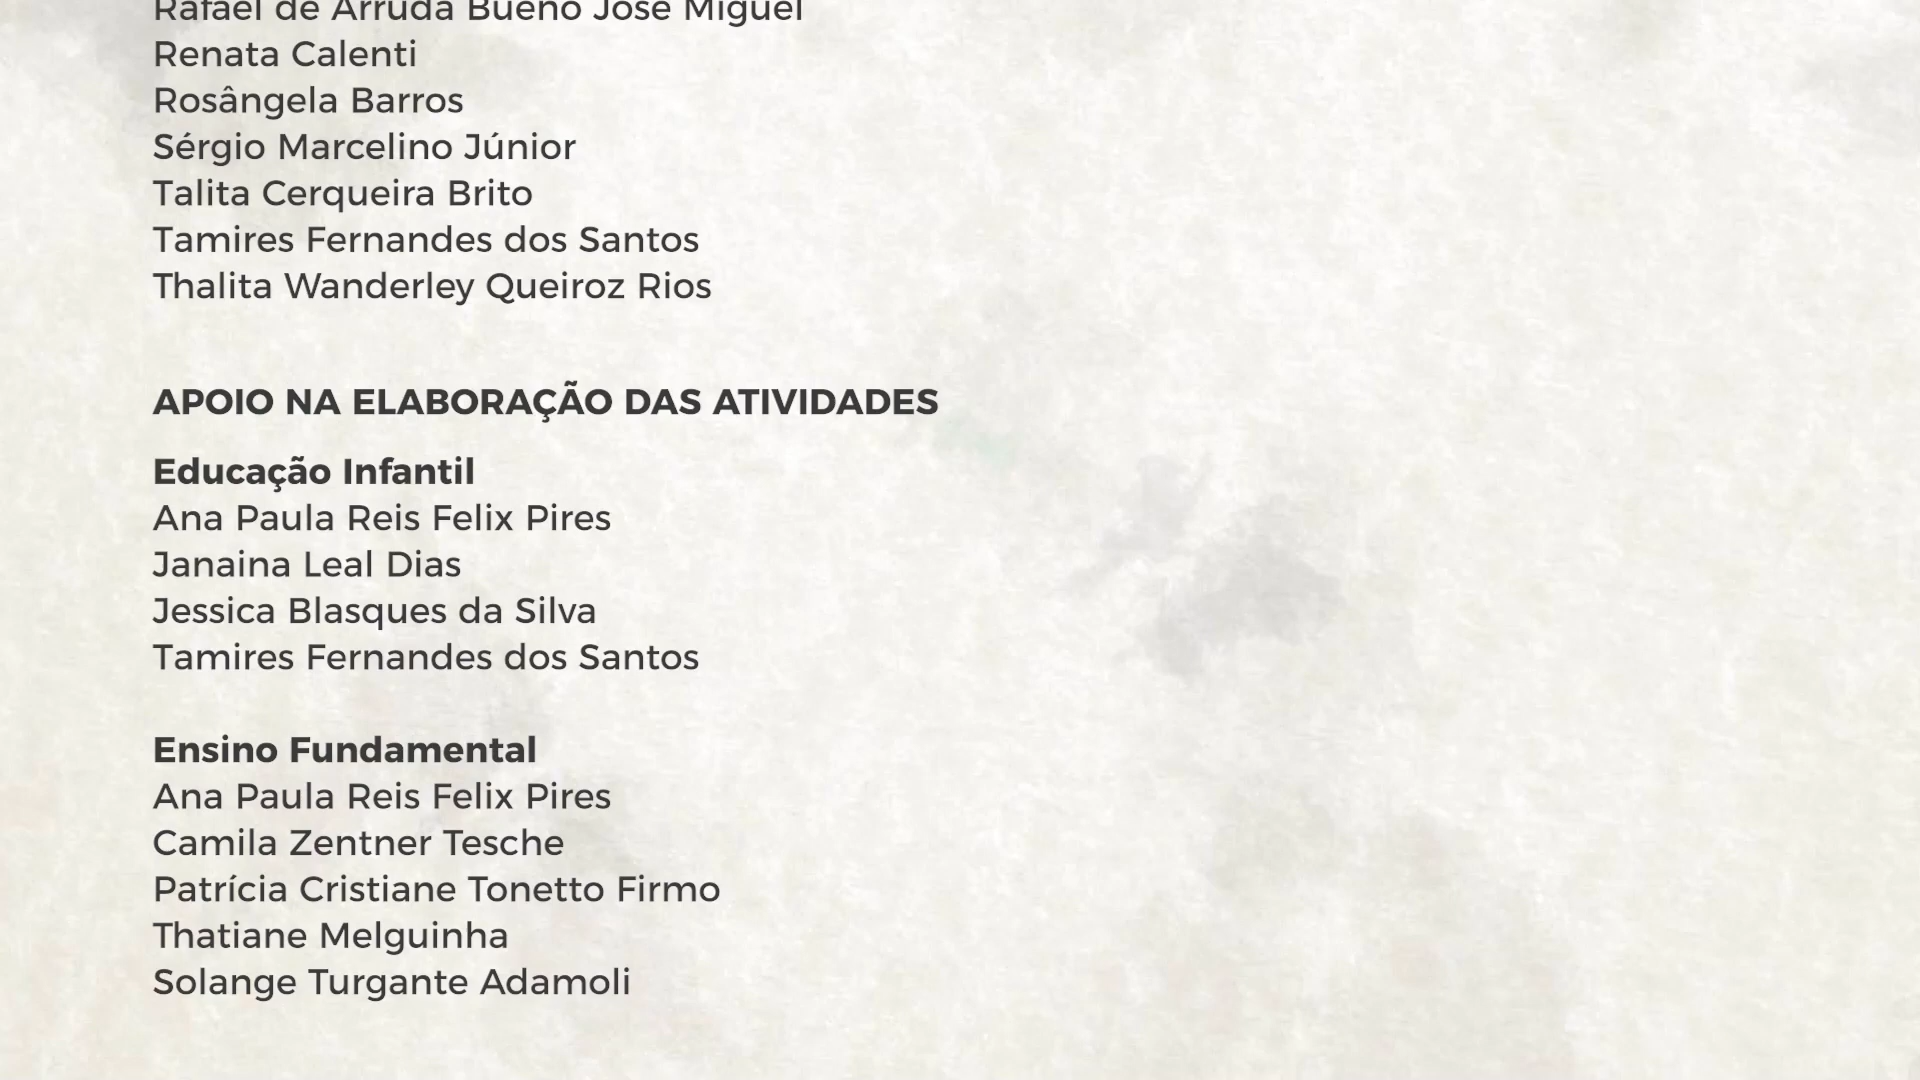 Rafael de Arruda Bueno José Miguel
Renata Calenti
Rosângela Barros
Sérgio Marcelino Júnior
Talita Cerqueira Brito
Tamires Fernandes dos Santos
Thalita Wanderley Queiroz Rios
APOIO NA ELABORAÇÃO DAS ATIVIDADES
Educação Infantil
Ana Paula Reis Felix Pires
Janaina Leal Dias
Jessica Blasques da Silva
Tamires Fernandes dos Santos
Ensino Fundamental
Ana Paula Reis Felix Pires
Camila Zentner Tesche
Patrícia Cristiane Tonetto Firmo
Thatiane Melguinha
Solange Turgante Adamoli